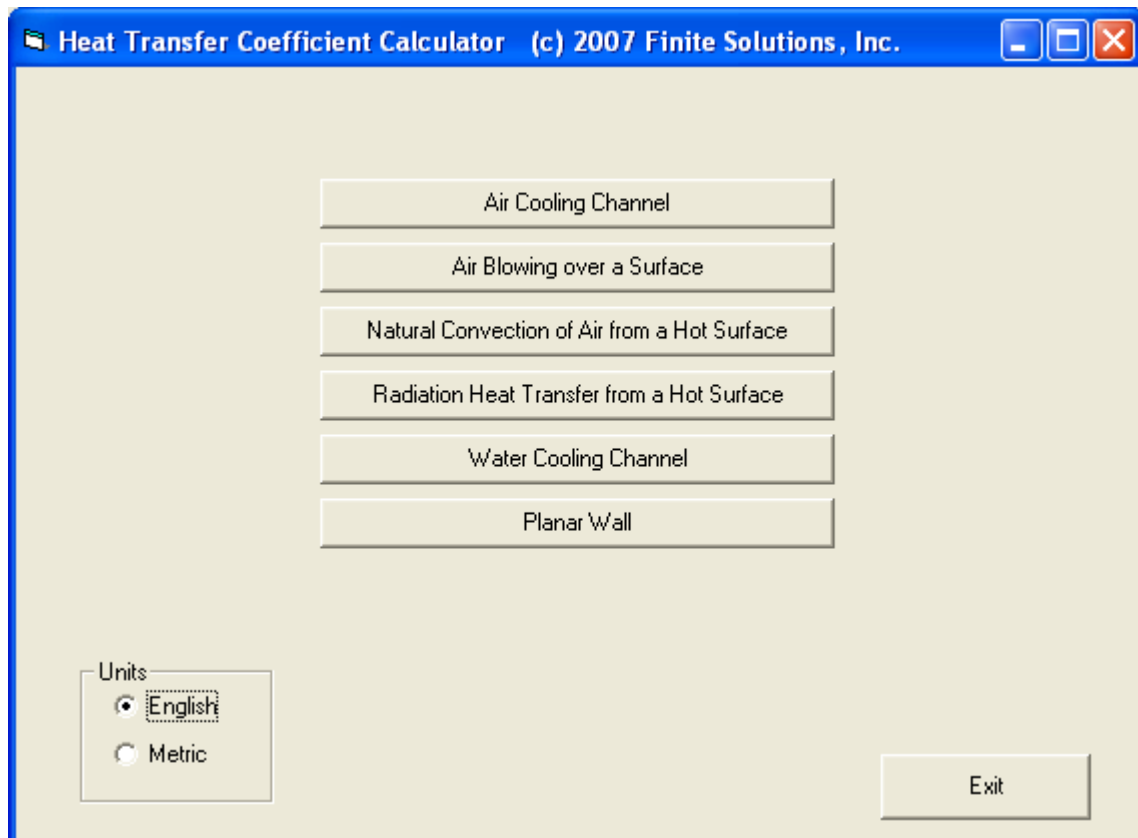 Heat Transfer Coefficient Calculator (c) 2007 Finite Solutions, Inc.
Air Cooling Channel
Air Blowing over a Surface
Natural Convection of Air from a Hot Surface
Radiation Heat Transfer from a Hot Surface
Water Cooling Channel
Planar Wall
Units
English
Metric
Exit